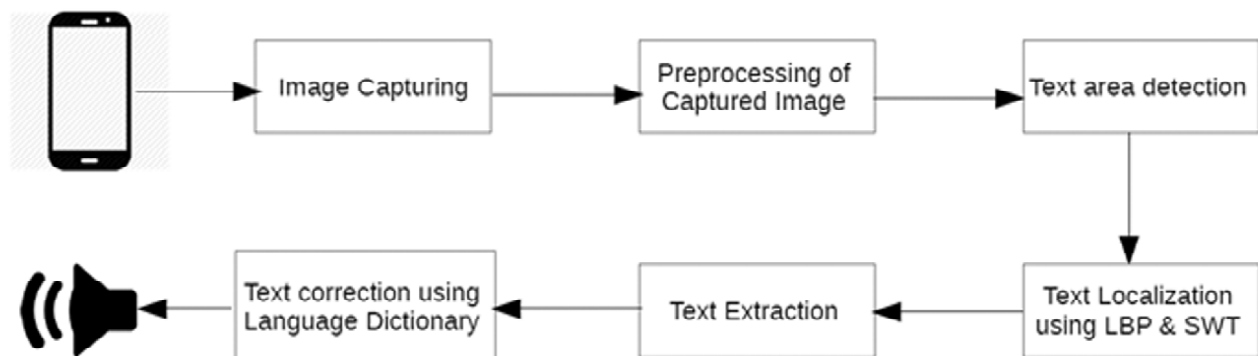 Image Capturing
Preprocessing of
Captured Image
Text area detection
Text Localization
using LBP & SWT
Text Extraction
Text correction using
Language Dictionary